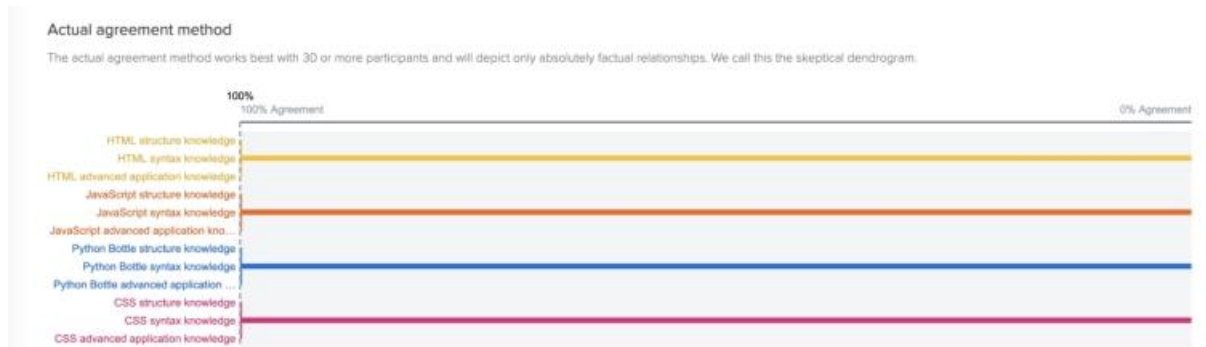 Actual agreement method
The actual agreement method works best with 30 or more participants and will depict only absolutely factual relationships. We call this the skeptical dendrogram.
100%
100% Agreement
0% Agreement
HTML structure knowledge
HTML syntax knowledge
HTML advanced application knowledge
JavaScript structure knowledge
JavaScript syntax knowledge
JavaScript advanced application kno...
Python Bottle structure knowledge
Python Bottle syntax knowledge
Python Bottle advanced application ...
CSS structure knowledge
CSS syntax knowledge
CSS advanced application knowledge